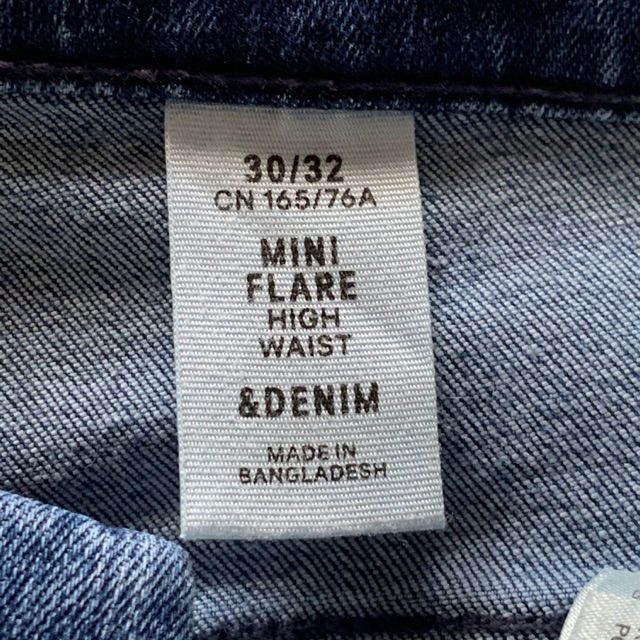 30/32
CN 165/76A
MINI
FLARE
HIGH
WAIST
&DENIM
MADE IN
BANGLADESH